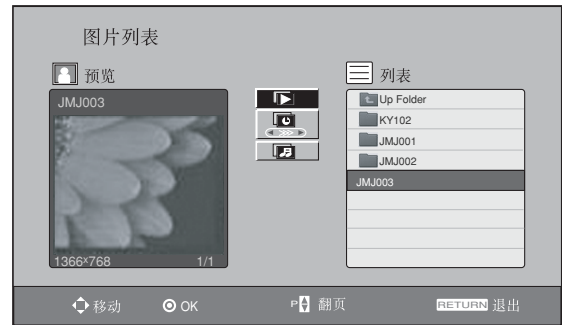 图片列表
预览
JMJ003
1366×768 1/1
列表
Up Folder
KY102
JMJ001
JMJ002
JMJ003
移动 OK P 翻页 RETURN 退出